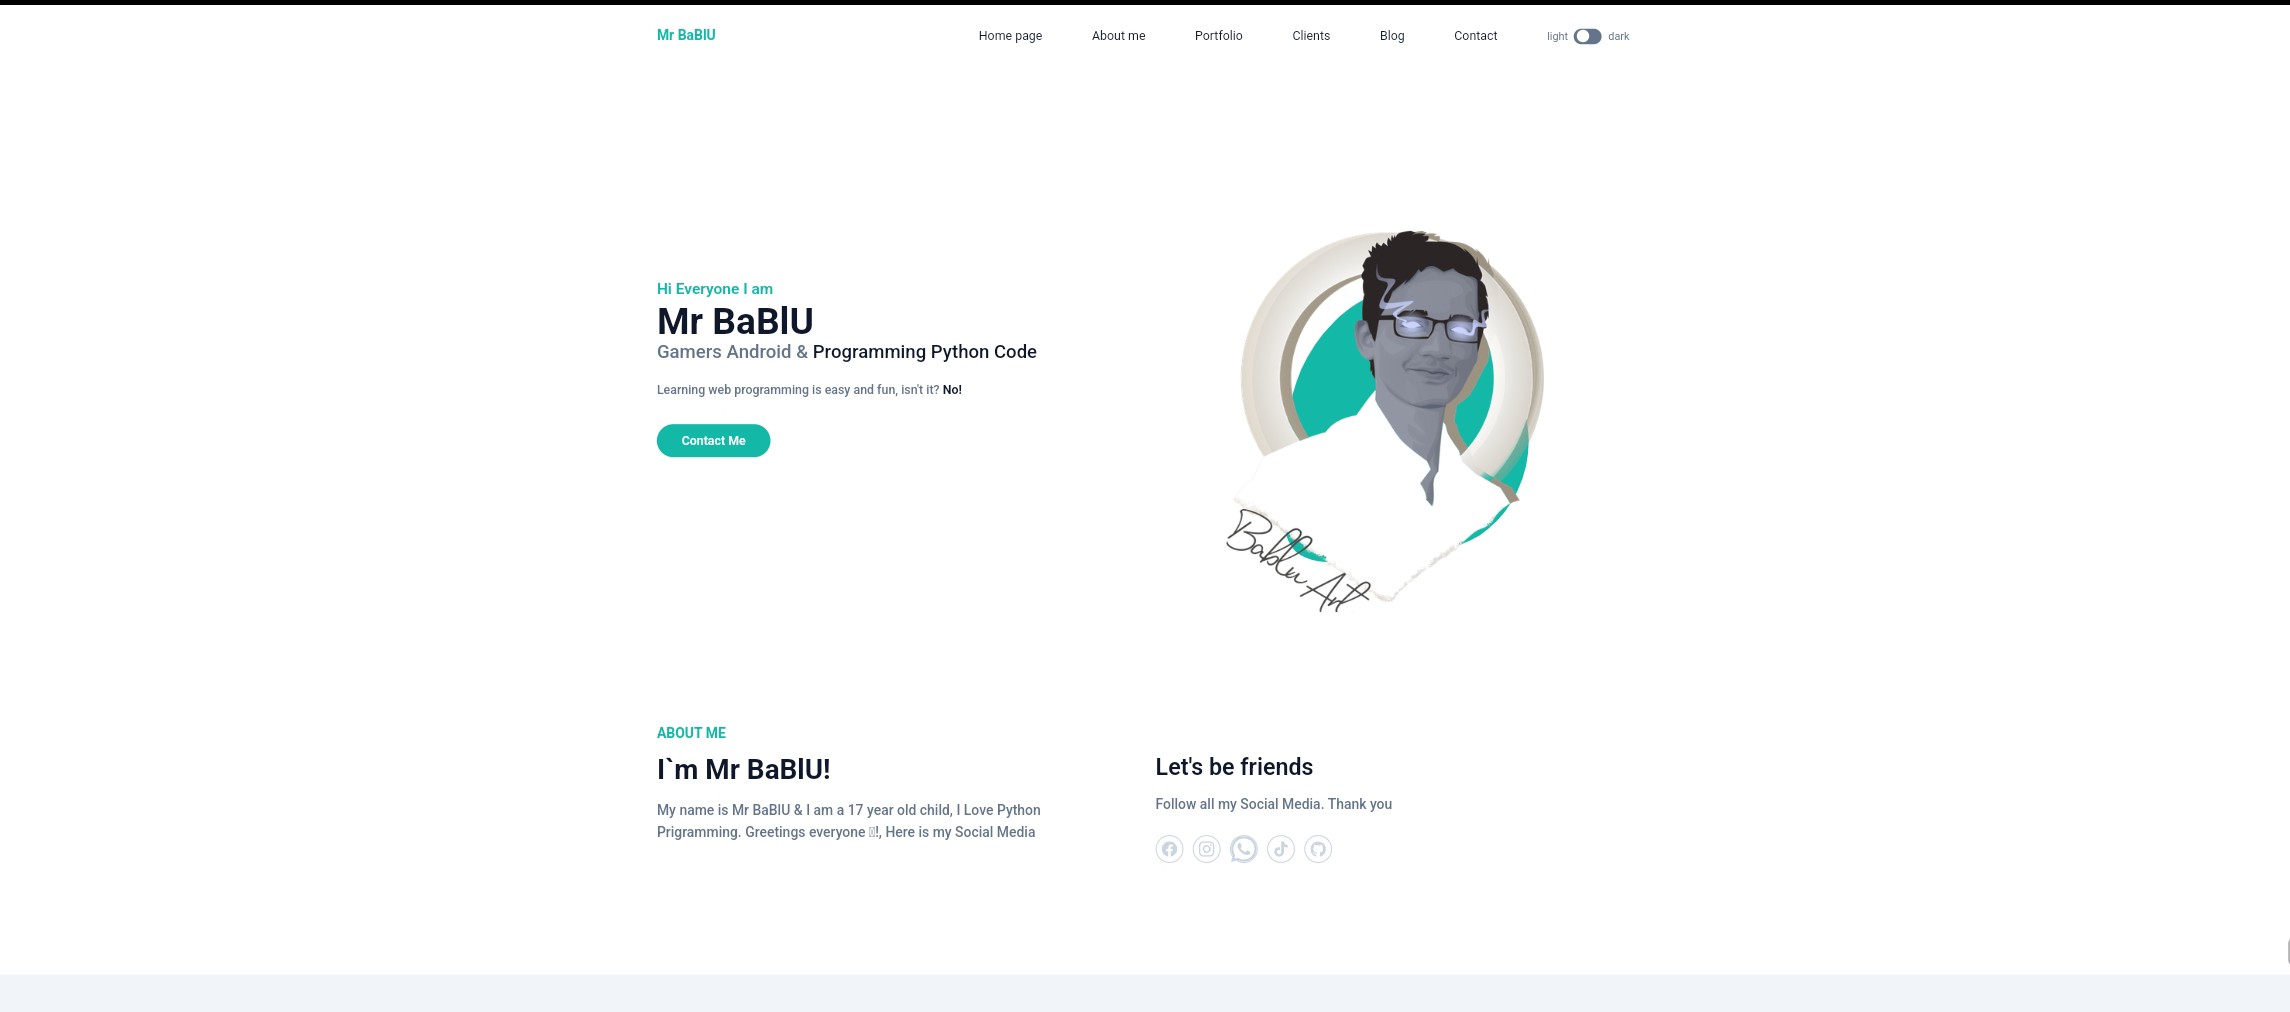 Mr BaBlU
Home page
About me
Portfolio
Clients
Blog
Contact
light
dark
Hi Everyone I am
Mr BaBlU
Gamers Android & Programming Python Code
Learning web programming is easy and fun, isn't it? No!
Contact Me
Bablu Art
ABOUT ME
I`m Mr BaBlU!
My name is Mr BaBlU & I am a 17 year old child, I Love Python
Prigramming. Greetings everyone !, Here is my Social Media
Let's be friends
Follow all my Social Media. Thank you